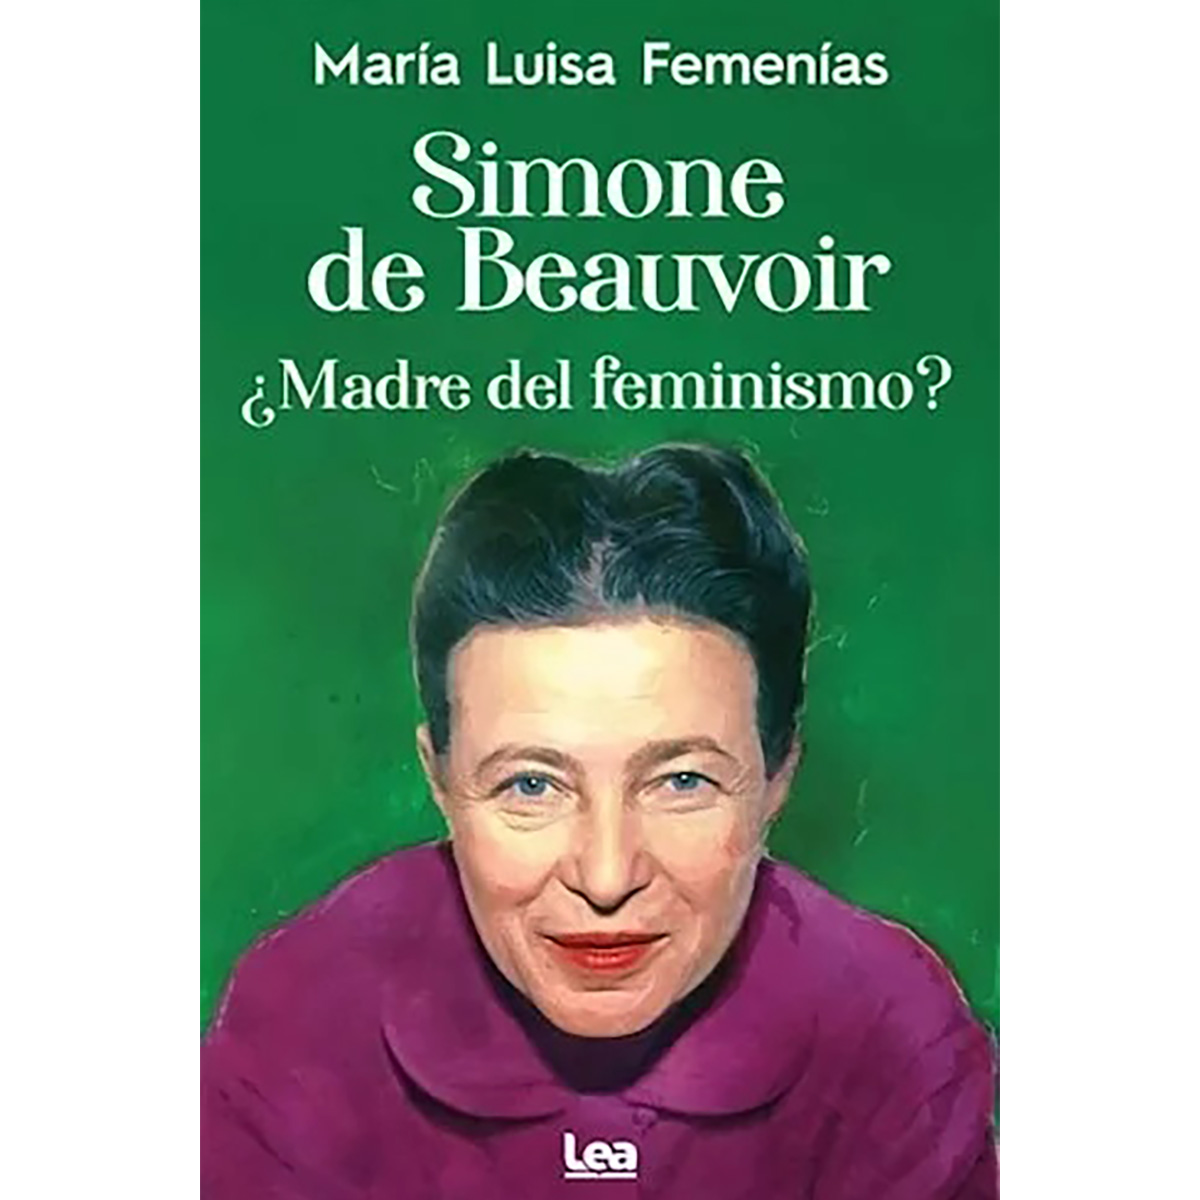 María Luisa Femenías
Simone
de Beauvoir
¿Madre del feminismo?
Lea